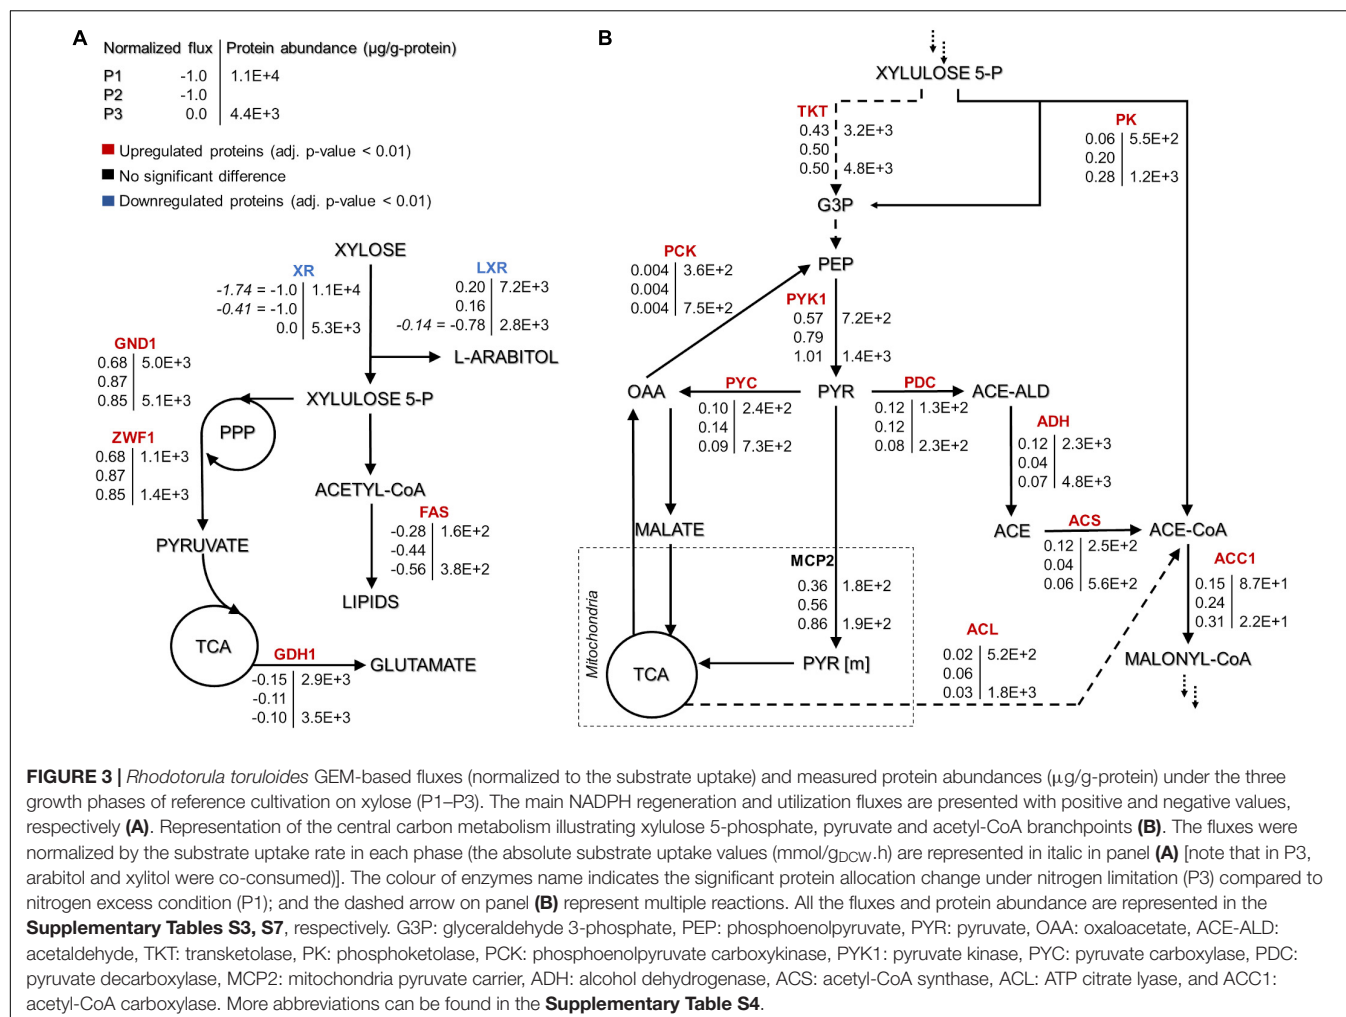 A
Normalized flux Protein abundance (µg/g-protein)
P1 -1.0 1.1E+4
P2 -1.0
P3 0.0 4.4E+3
Upregulated proteins (adj. p-value < 0.01)
No significant difference
Downregulated proteins (adj. p-value < 0.01)
XYLOSE
XR
-1.74 = -1.0 1.1E+4
-0.41 = -1.0
0.0 5.3E+3
LXR
0.20 7.2E+3
0.16
-0.14 = -0.78 2.8E+3
L-ARABITOL
GND1
0.68 5.0E+3
0.87
0.85 5.1E+3
XYLULOSE 5-P
PPP
ZWF1
0.68 1.1E+3
0.87
0.85 1.4E+3
ACETYL-CoA
FAS
-0.28 1.6E+2
-0.44
-0.56 3.8E+2
PYRUVATE
LIPIDS
TCA
GDH1
-0.15 2.9E+3
-0.11
-0.10 3.5E+3
GLUTAMATE
B
XYLULOSE 5-P
TKT
0.43 3.2E+3
0.50
0.50 4.8E+3
PK
0.06 5.5E+2
0.20
0.28 1.2E+3
G3P
PCK
0.004 3.6E+2
0.004
0.004 7.5E+2
PEP
PYK1
0.57 7.2E+2
0.79
1.01 1.4E+3
OAA
PYC
0.10 2.4E+2
0.14
0.09 7.3E+2
PYR
PDC
0.12 1.3E+2
0.12
0.08 2.3E+2
ACE-ALD
ADH
0.12 2.3E+3
0.04
0.07 4.8E+3
MALATE
ACE
ACS
0.12 2.5E+2
0.04
0.06 5.6E+2
ACE-CoA
MCP2
0.36 1.8E+2
0.56
0.86 1.9E+2
ACC1
0.15 8.7E+1
0.24
0.31 2.2E+1
Mitochondria
TCA
PYR [m]
ACL
0.02 5.2E+2
0.06
0.03 1.8E+3
MALONYL-CoA
FIGURE 3 | Rhodotorula toruloides GEM-based fluxes (normalized to the substrate uptake) and measured protein abundances (µg/g-protein) under the three
growth phases of reference cultivation on xylose (P1–P3). The main NADPH regeneration and utilization fluxes are presented with positive and negative values,
respectively (A). Representation of the central carbon metabolism illustrating xylulose 5-phosphate, pyruvate and acetyl-CoA branchpoints (B). The fluxes were
normalized by the substrate uptake rate in each phase (the absolute substrate uptake values (mmol/gDCW.h) are represented in italic in panel (A) [note that in P3,
arabitol and xylitol were co-consumed)]. The colour of enzymes name indicates the significant protein allocation change under nitrogen limitation (P3) compared to
nitrogen excess condition (P1); and the dashed arrow on panel (B) represent multiple reactions. All the fluxes and protein abundance are represented in the
Supplementary Tables S3, S7, respectively. G3P: glyceraldehyde 3-phosphate, PEP: phosphoenolpyruvate, PYR: pyruvate, OAA: oxaloacetate, ACE-ALD:
acetaldehyde, TKT: transketolase, PK: phosphoketolase, PCK: phosphoenolpyruvate carboxykinase, PYK1: pyruvate kinase, PYC: pyruvate carboxylase, PDC:
pyruvate decarboxylase, MCP2: mitochondria pyruvate carrier, ADH: alcohol dehydrogenase, ACS: acetyl-CoA synthase, ACL: ATP citrate lyase, and ACC1:
acetyl-CoA carboxylase. More abbreviations can be found in the Supplementary Table S4.